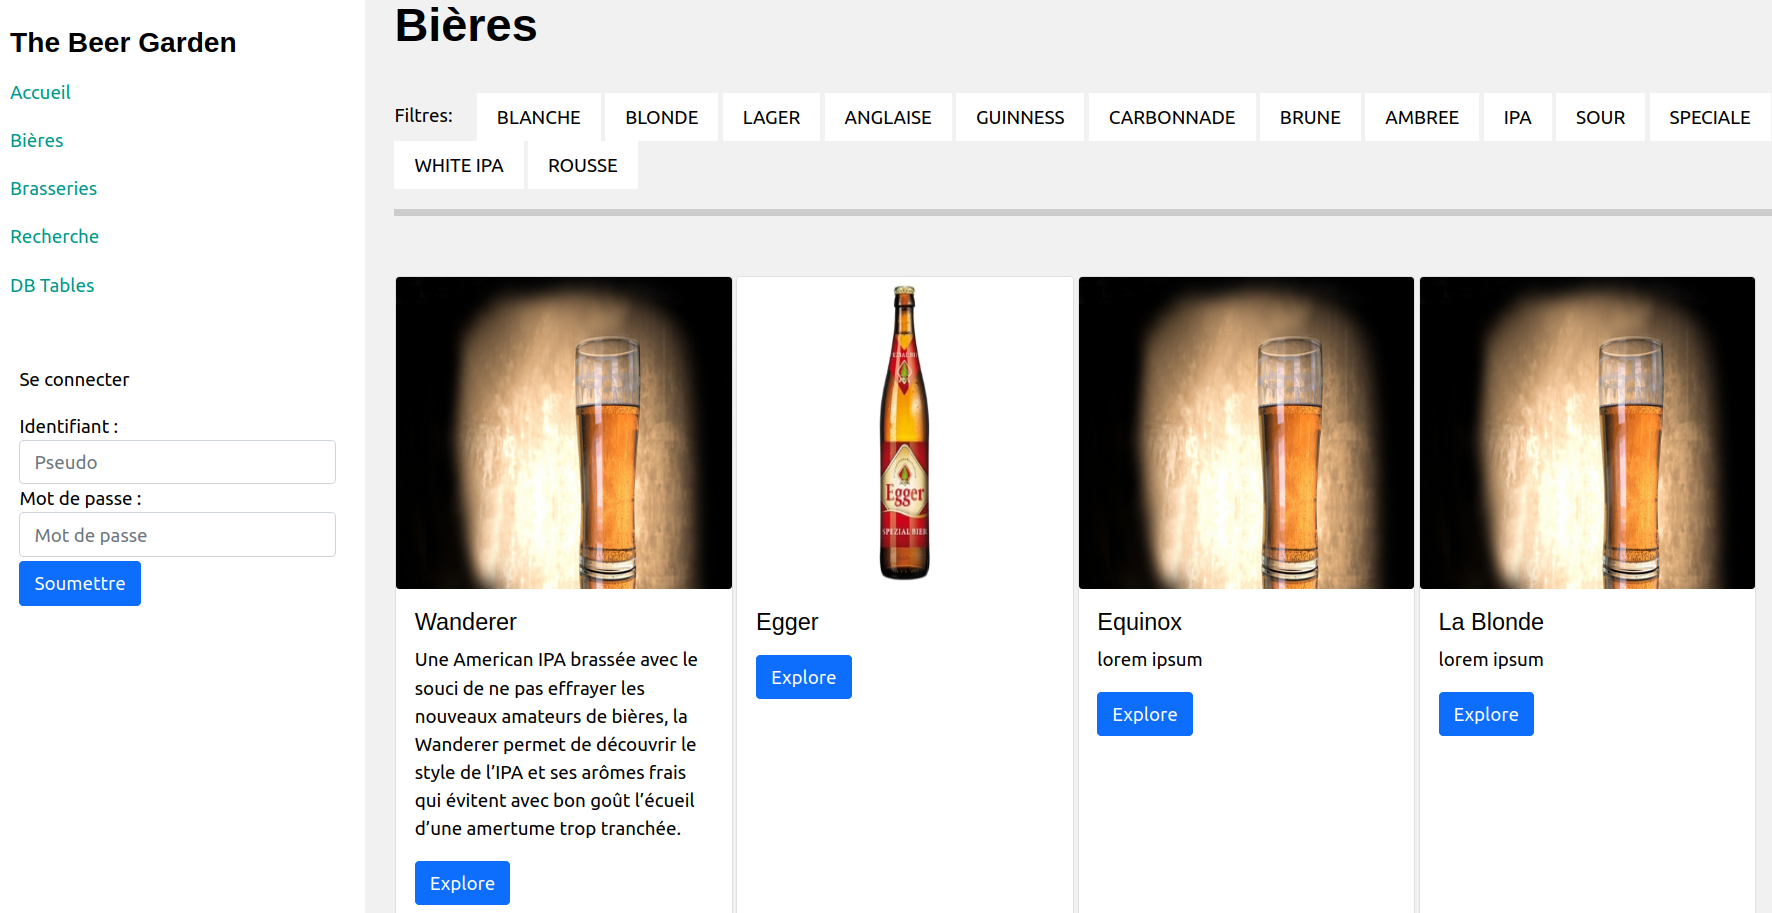 The Beer Garden
Accueil
Bières
Brasseries
Recherche
DB Tables
Se connecter
Identifiant :
Pseudo
Mot de passe :
Mot de passe
Soumettre
Bières
Filtres: BLANCHE BLONDE LAGER ANGLAISE GUINNESS CARBONNADE BRUNE AMBREE IPA SOUR SPECIALE
WHITE IPA ROUSSE
Wanderer
Une American IPA brassée avec le
souci de ne pas effrayer les
nouveaux amateurs de bières, la
Wanderer permet de découvrir le
style de l’IPA et ses arômes frais
qui évitent avec bon goût l’écueil
d’une amertume trop tranchée.
Explore
Egger
SPEZIAL BIER
Egger
Explore
Equinox
lorem ipsum
Explore
La Blonde
lorem ipsum
Explore